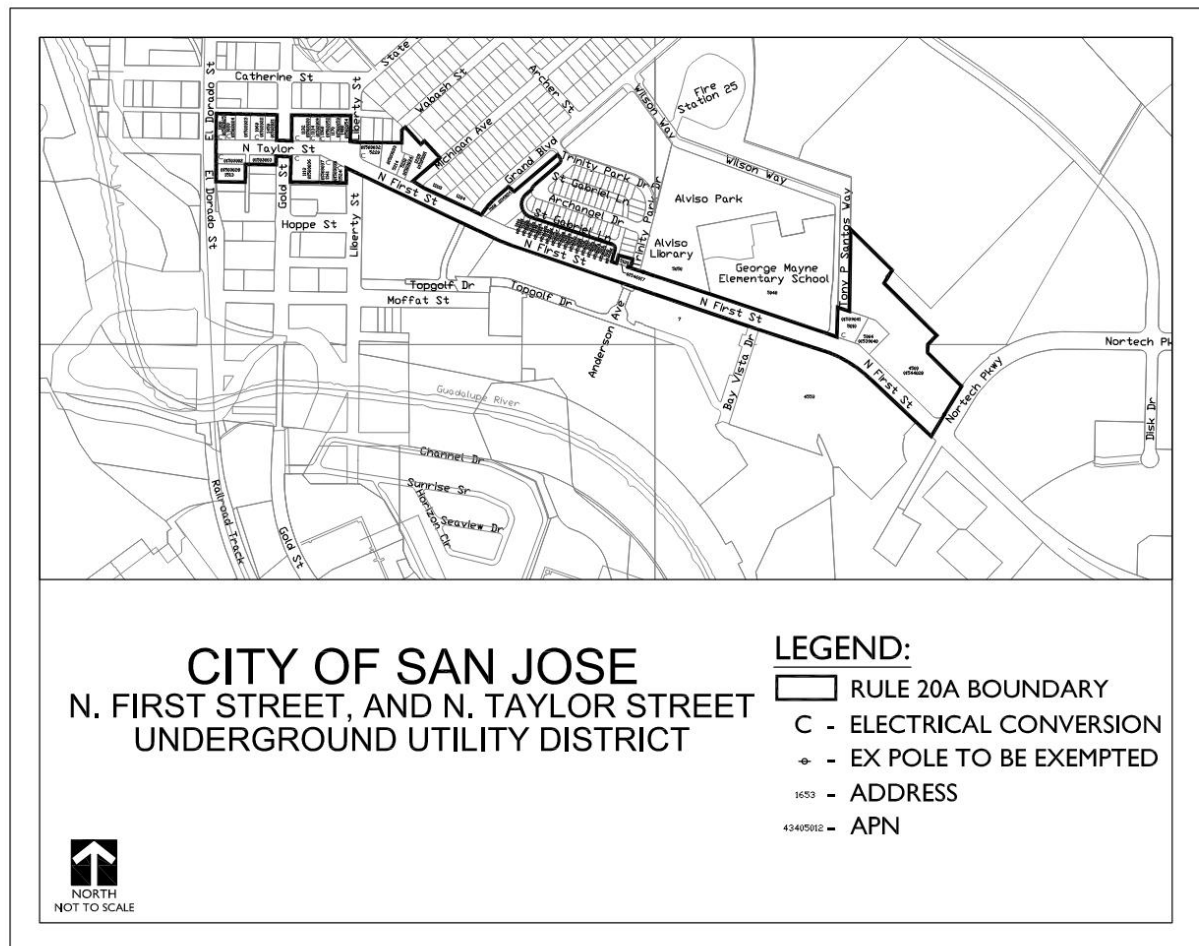 State
Catherine St
Wabash St
Archer St
El Dorado St
Liberty St
Fire
Station 25
Wilson Way
Michigan Ave
N Taylor St
Grand Blvd
Trinity Park Dr
Wilson Way
St Gabriel Ln
Archangel Dr
St Gabriel Ln
Trinity Park Dr
Alviso Park
Tony P Santos Way
El Dorado St
Gold St
N First St
Hoppe St
Liberty St
N First St
Alviso
Library
George Mayne
Elementary School
Topgolf Dr
Topgolf Dr
Moffat St
Anderson Ave
N First St
Bay Vista Dr
N First St
Nortech Pk
Nortech Pkwy
Disk Dr
Guadalupe River
Channel Dr
Sunrise Sr
Horizon Clr
Seaview Dr
Railroad Track
Gold St
CITY OF SAN JOSE
N. FIRST STREET, AND N. TAYLOR STREET
UNDERGROUND UTILITY DISTRICT
LEGEND:
RULE 20A BOUNDARY
C - ELECTRICAL CONVERSION
- EX POLE TO BE EXEMPTED
1653 - ADDRESS
43405012 - APN
NORTH
NOT TO SCALE